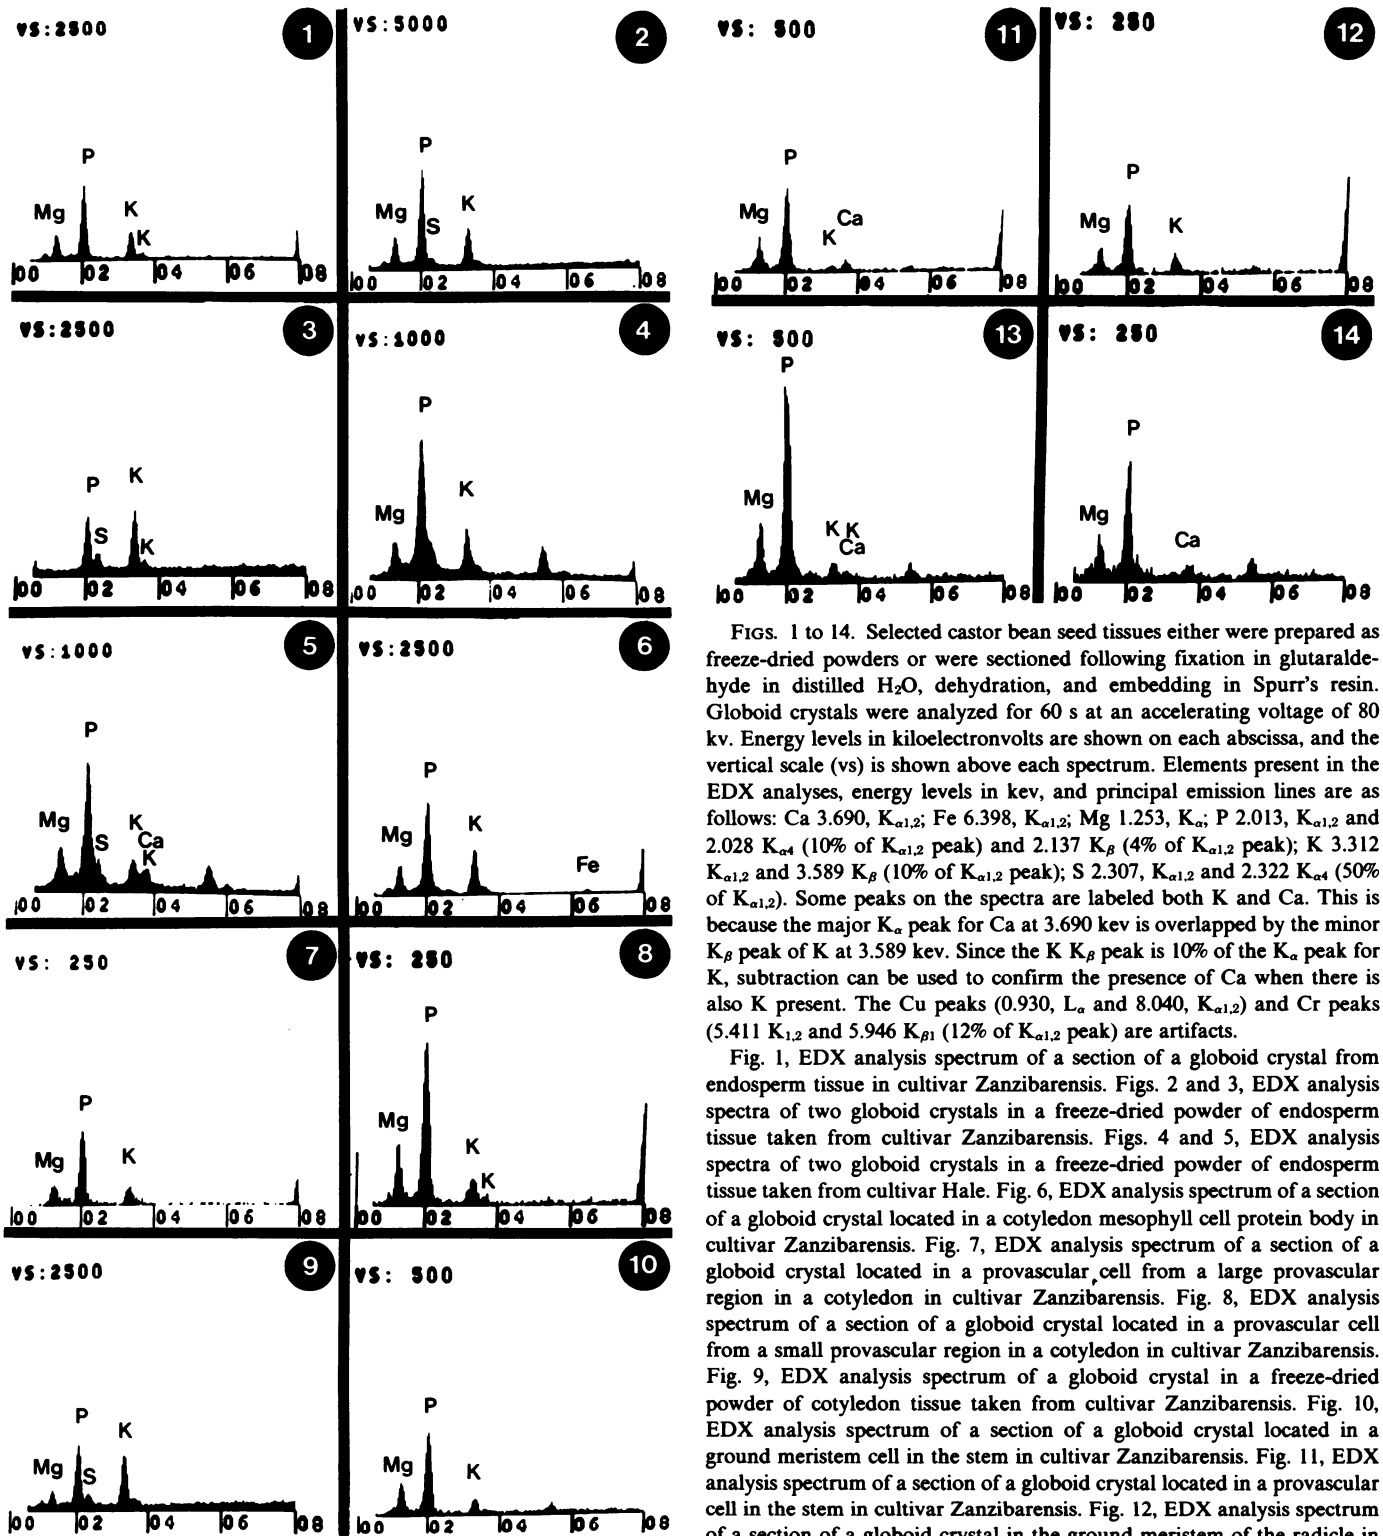 VS:2500
1
P
Mg
K
K
00 02 04 06 08
VS:5000
2
P
Mg
S
K
00 02 04 06 08
VS:2500
3
P
S
K
K
00 02 04 06 08
VS:1000
4
P
Mg
K
00 02 04 06 08
VS:1000
5
P
Mg
S
K
Ca
K
00 02 04 06 08
VS:2500
6
P
Mg
K
Fe
00 02 04 06 08
VS: 250
7
P
Mg
K
00 02 04 06 08
VS: 250
8
P
Mg
K
K
00 02 04 06 08
VS:2500
9
P
Mg
S
K
00 02 04 06 08
VS: 500
10
P
Mg
K
00 02 04 06 08
VS: 500
11
P
Mg
K
Ca
00 02 04 06 08
VS: 250
12
P
Mg
K
00 02 04 06 08
VS: 500
13
P
Mg
K K
Ca
00 02 04 06 08
VS: 250
14
P
Mg
Ca
00 02 04 06 08
FIGS. 1 to 14. Selected castor bean seed tissues either were prepared as
freeze-dried powders or were sectioned following fixation in glutaralde-
hyde in distilled H₂O, dehydration, and embedding in Spurr's resin.
Globoid crystals were analyzed for 60 s at an accelerating voltage of 80
kv. Energy levels in kiloelectronvolts are shown on each abscissa, and the
vertical scale (vs) is shown above each spectrum. Elements present in the
EDX analyses, energy levels in kev, and principal emission lines are as
follows: Ca 3.690, Kα1,2; Fe 6.398, Kα1,2; Mg 1.253, Kα; P 2.013, Kα1,2 and
2.028 Kα4 (10% of Kα1,2 peak) and 2.137 Kβ (4% of Kα1,2 peak); K 3.312
Kα1,2 and 3.589 Kβ (10% of Kα1,2 peak); S 2.307, Kα1,2 and 2.322 Kα4 (50%
of Kα1,2). Some peaks on the spectra are labeled both K and Ca. This is
because the major Kα peak for Ca at 3.690 kev is overlapped by the minor
Kβ peak of K at 3.589 kev. Since the K Kβ peak is 10% of the Kα peak for
K, subtraction can be used to confirm the presence of Ca when there is
also K present. The Cu peaks (0.930, Lα and 8.040, Kα1,2) and Cr peaks
(5.411 K1,2 and 5.946 Kβ1 (12% of Kα1,2 peak) are artifacts.
Fig. 1, EDX analysis spectrum of a section of a globoid crystal from
endosperm tissue in cultivar Zanzibarensis. Figs. 2 and 3, EDX analysis
spectra of two globoid crystals in a freeze-dried powder of endosperm
tissue taken from cultivar Zanzibarensis. Figs. 4 and 5, EDX analysis
spectra of two globoid crystals in a freeze-dried powder of endosperm
tissue taken from cultivar Hale. Fig. 6, EDX analysis spectrum of a section
of a globoid crystal located in a cotyledon mesophyll cell protein body in
cultivar Zanzibarensis. Fig. 7, EDX analysis spectrum of a section of a
globoid crystal located in a provascular cell from a large provascular
region in a cotyledon in cultivar Zanzibarensis. Fig. 8, EDX analysis
spectrum of a section of a globoid crystal located in a provascular cell
from a small provascular region in a cotyledon in cultivar Zanzibarensis.
Fig. 9, EDX analysis spectrum of a globoid crystal in a freeze-dried
powder of cotyledon tissue taken from cultivar Zanzibarensis. Fig. 10,
EDX analysis spectrum of a section of a globoid crystal located in a
ground meristem cell in the stem in cultivar Zanzibarensis. Fig. 11, EDX
analysis spectrum of a section of a globoid crystal located in a provascular
cell in the stem in cultivar Zanzibarensis. Fig. 12, EDX analysis spectrum
of a section of a globoid crystal in the ground meristem of the radicle in